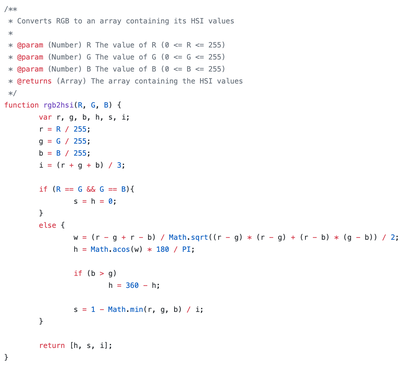 /**
 * Converts RGB to an array containing its HSI values
 *
 * @param (Number) R The value of R (0 <= R <= 255)
 * @param (Number) G The value of G (0 <= G <= 255)
 * @param (Number) B The value of B (0 <= B <= 255)
 * @returns (Array) The array containing the HSI values
 */
function rgb2hsi(R, G, B) {
        var r, g, b, h, s, i;
        r = R / 255;
        g = G / 255;
        b = B / 255;
        i = (r + g + b) / 3;

        if (R == G && G == B){
                s = h = 0;
        }
        else {
                w = (r - g + r - b) / Math.sqrt((r - g) * (r - g) + (r - b) * (g - b)) / 2;
                h = Math.acos(w) * 180 / PI;

                if (b > g)
                        h = 360 - h;

                s = 1 - Math.min(r, g, b) / i;
        }

        return [h, s, i];
}